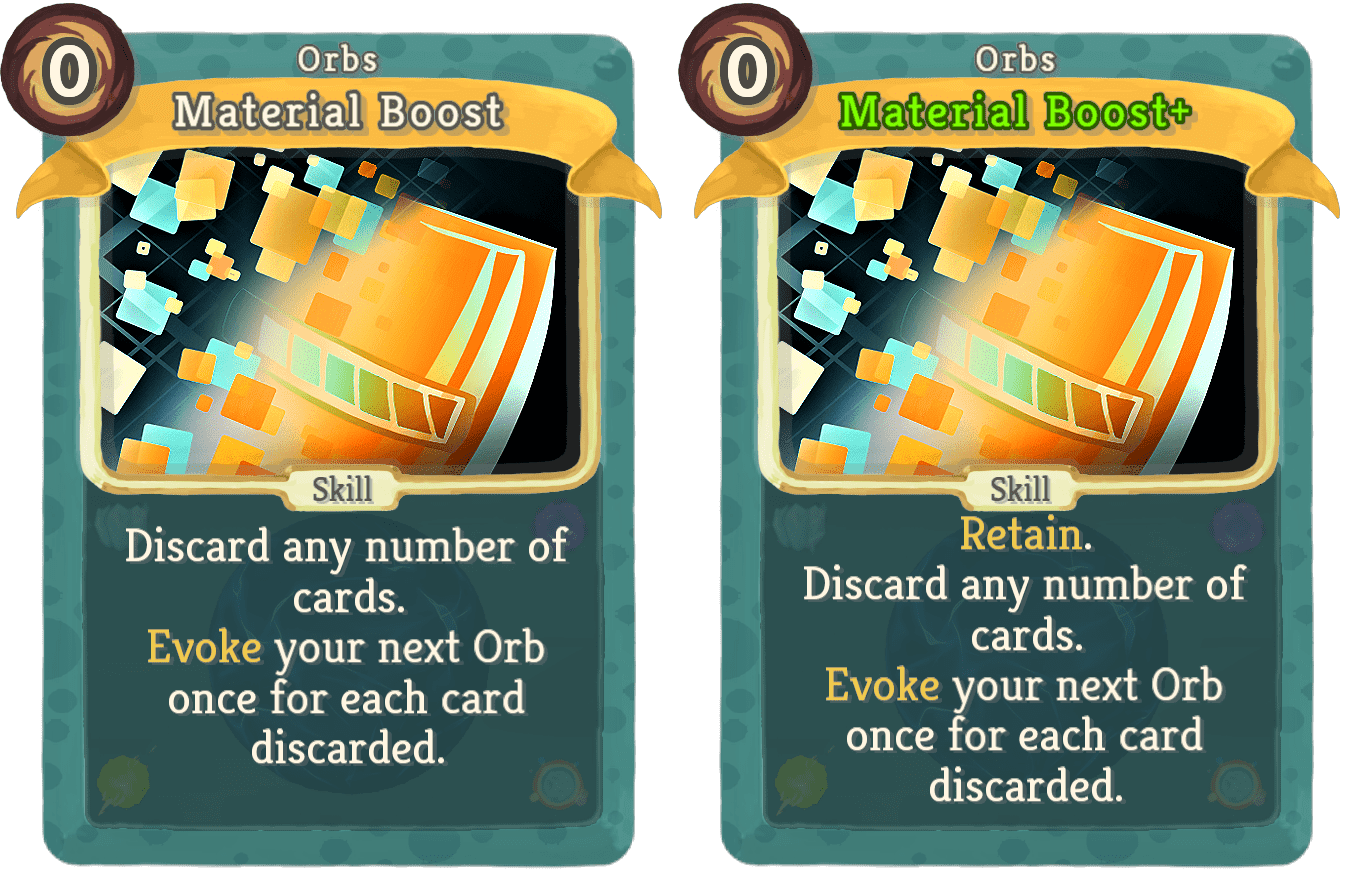 0
Orbs
Material Boost
Skill
Discard any number of
cards.
Evoke your next Orb
once for each card
discarded.
0
Orbs
Material Boost+
Skill
Retain.
Discard any number of
cards.
Evoke your next Orb
once for each card
discarded.